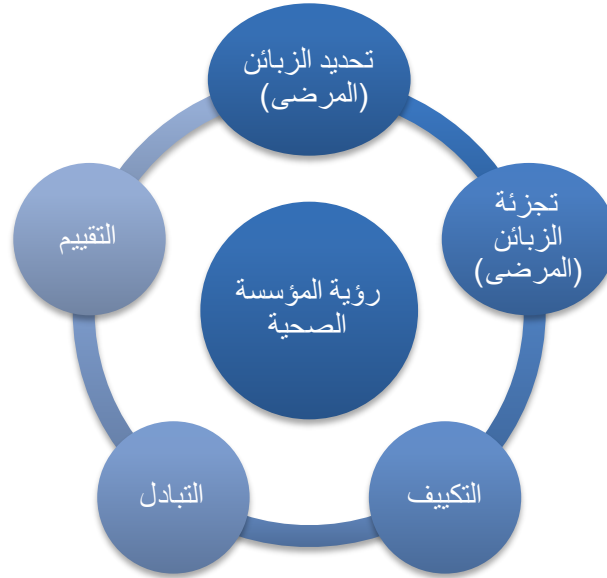 تحديد الزبائن
(المرضى)
تجزئة
الزبائن
(المرضى)
التكييف
التبادل
التقييم
رؤية المؤسسة
الصحية